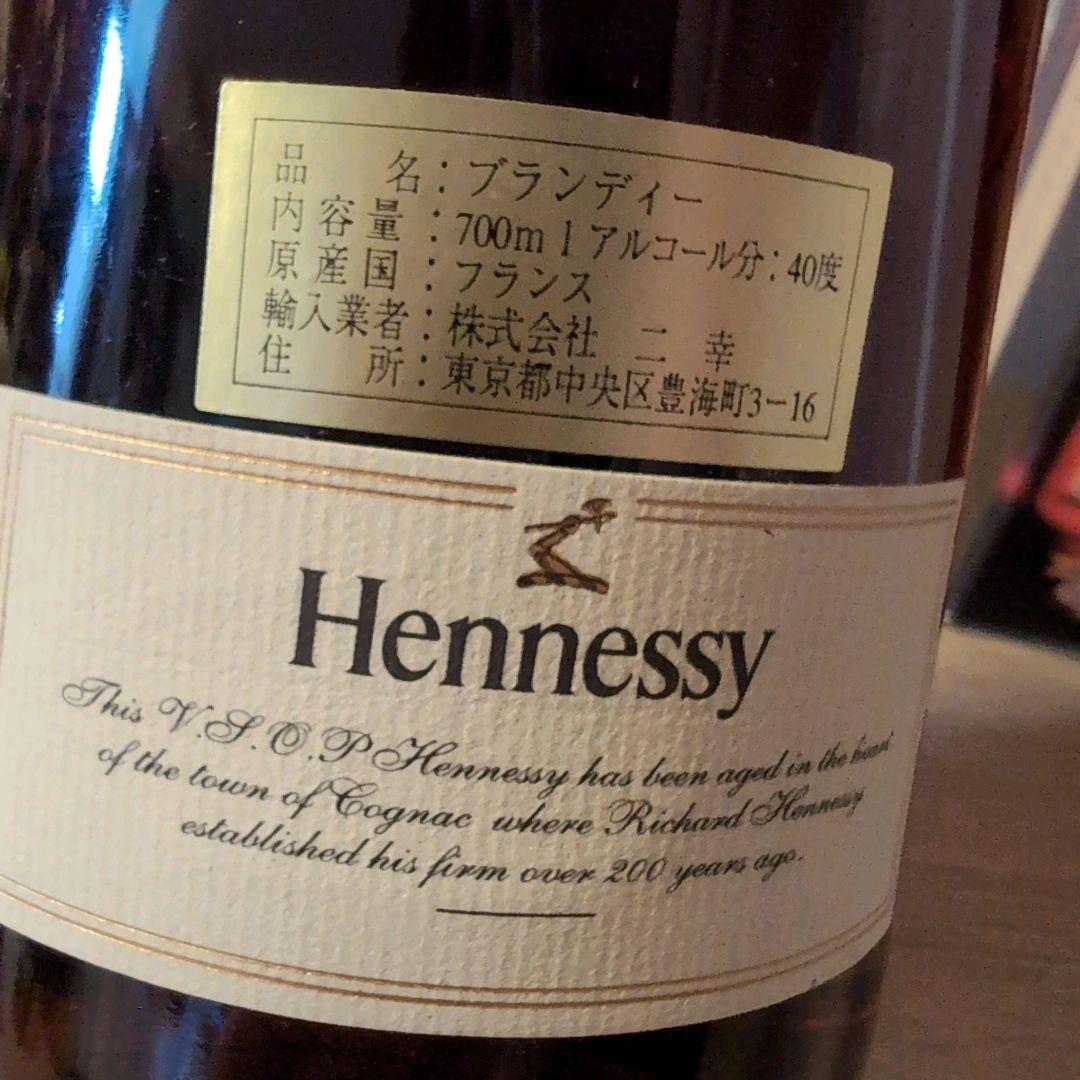 品名：ブランディー
内容量：700ml アルコール分：40度
原産国：フランス
輸入業者：株式会社 二幸
住所：東京都中央区豊海町3-16
Hennessy
This V.S.O.P Hennessy has been aged in the heart
of the town of Cognac where Richard Hennessy
established his firm over 200 years ago.